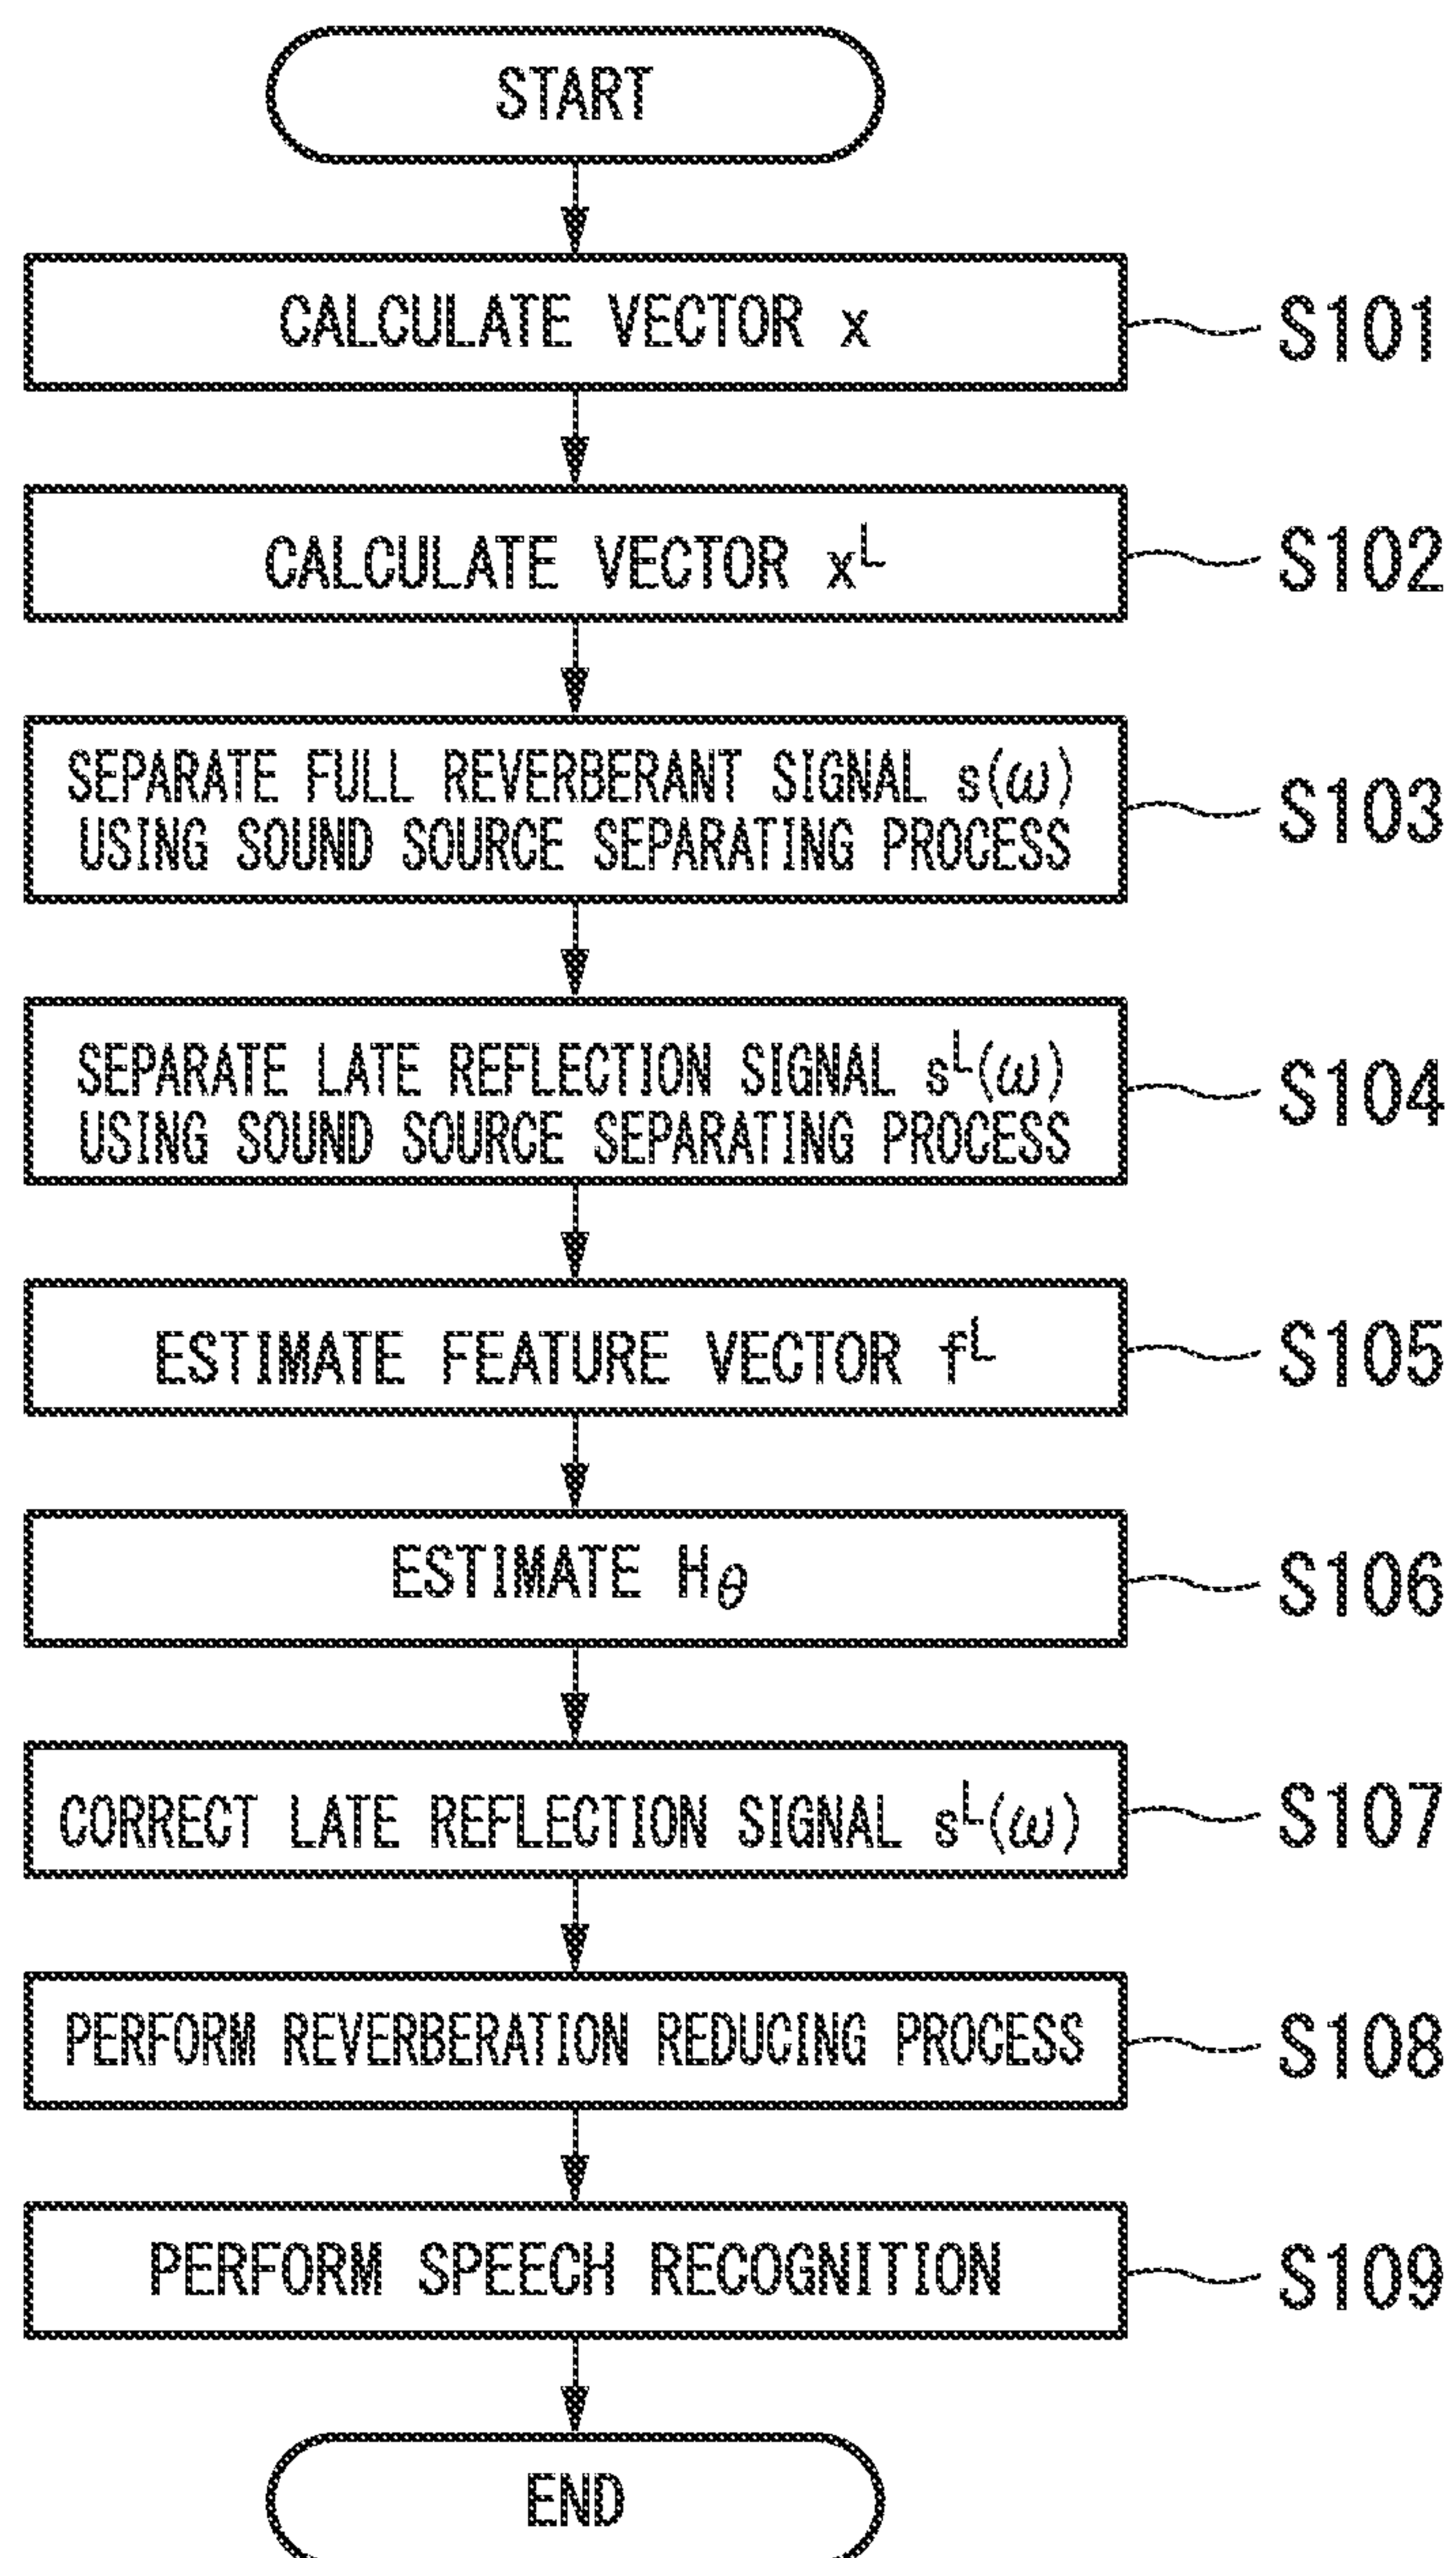 START
CALCULATE VECTOR x
S101
CALCULATE VECTOR x^L
S102
SEPARATE FULL REVERBERANT SIGNAL s(ω)
USING SOUND SOURCE SEPARATING PROCESS
S103
SEPARATE LATE REFLECTION SIGNAL s^L(ω)
USING SOUND SOURCE SEPARATING PROCESS
S104
ESTIMATE FEATURE VECTOR f^L
S105
ESTIMATE H_θ
S106
CORRECT LATE REFLECTION SIGNAL s^L(ω)
S107
PERFORM REVERBERATION REDUCING PROCESS
S108
PERFORM SPEECH RECOGNITION
S109
END